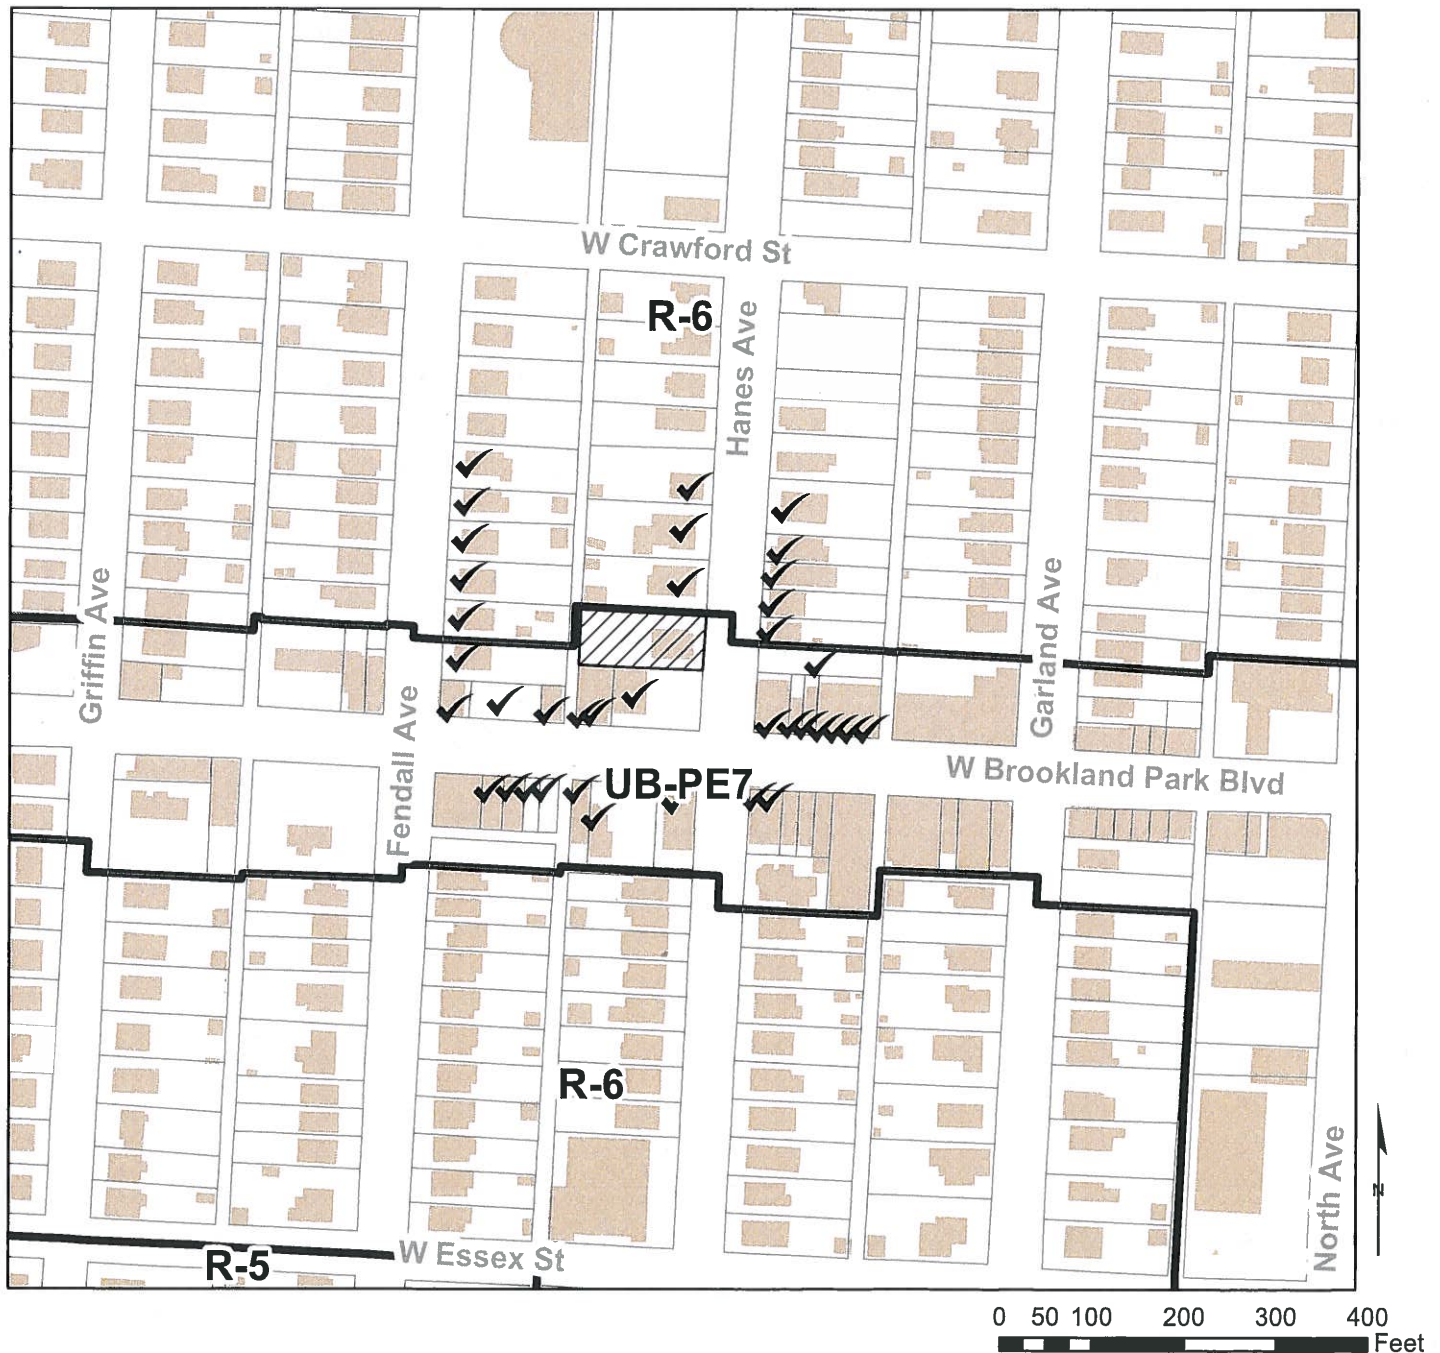 W Crawford St
R-6
Hanes Ave
Griffin Ave
Garland Ave
Fendall Ave
W Brookland Park Blvd
UB-PE7
R-6
North Ave
N
W Essex St
R-5
0 50 100 200 300 400
Feet